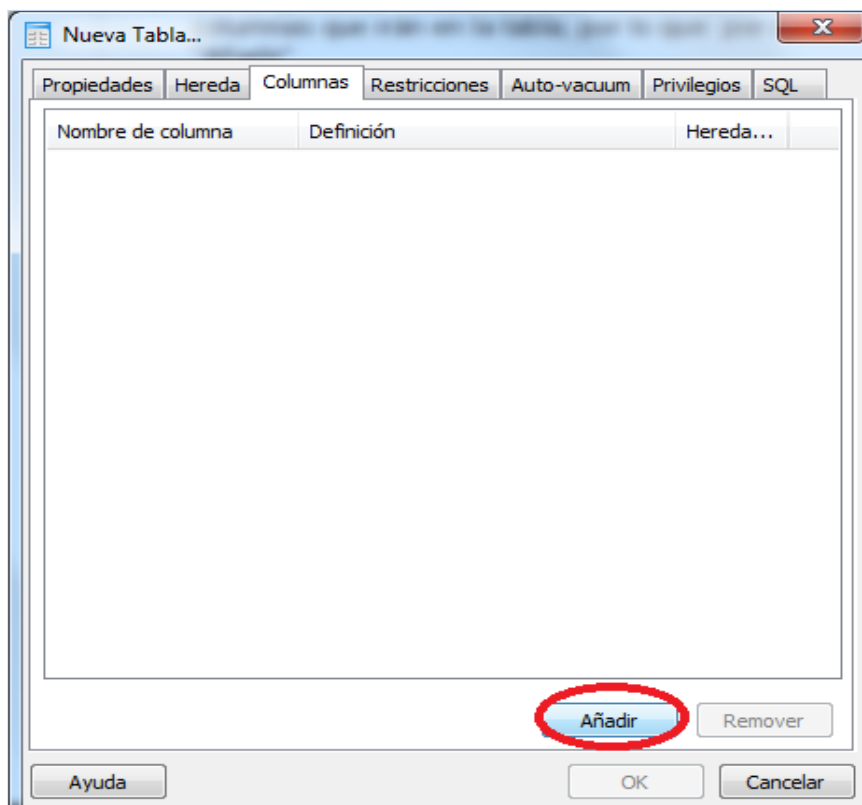 Nueva Tabla...
Propiedades Hereda Columnas Restricciones Auto-vacuum Privilegios SQL
Nombre de columna Definición Hereda...
Añadir Remover
Ayuda OK Cancelar